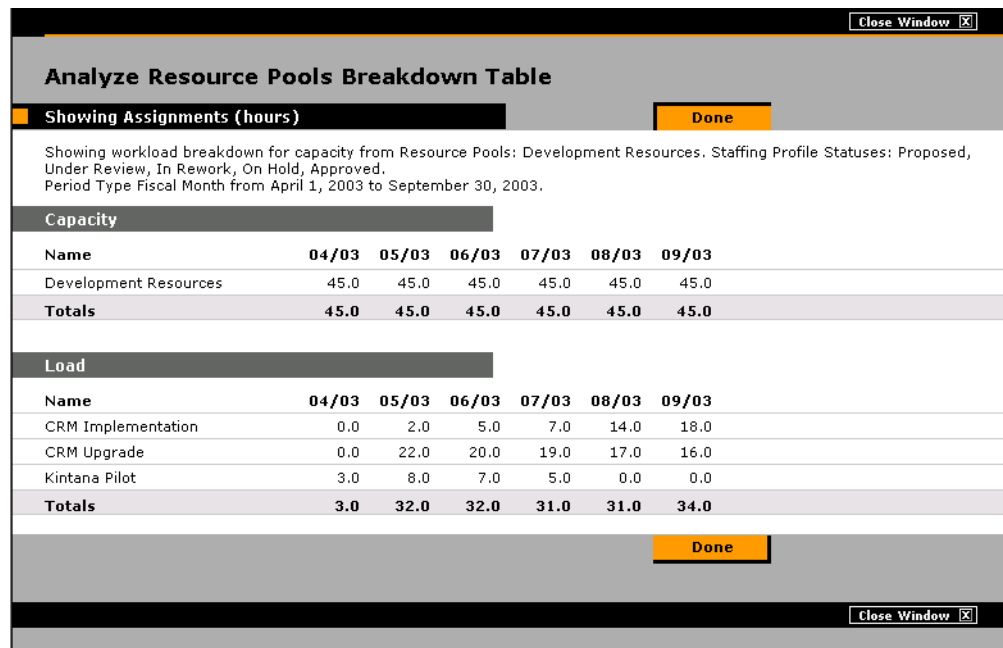 Close Window X
Analyze Resource Pools Breakdown Table
Showing Assignments (hours)
Done
Showing workload breakdown for capacity from Resource Pools: Development Resources. Staffing Profile Statuses: Proposed,
Under Review, In Rework, On Hold, Approved.
Period Type Fiscal Month from April 1, 2003 to September 30, 2003.
Capacity
Name 04/03 05/03 06/03 07/03 08/03 09/03
Development Resources 45.0 45.0 45.0 45.0 45.0 45.0
Totals 45.0 45.0 45.0 45.0 45.0 45.0
Load
Name 04/03 05/03 06/03 07/03 08/03 09/03
CRM Implementation 0.0 2.0 5.0 7.0 14.0 18.0
CRM Upgrade 0.0 22.0 20.0 19.0 17.0 16.0
Kintana Pilot 3.0 8.0 7.0 5.0 0.0 0.0
Totals 3.0 32.0 32.0 31.0 31.0 34.0
Done
Close Window X